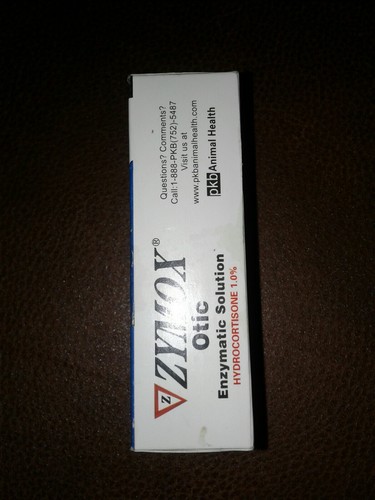 Z ZYMOX®
Otic
Enzymatic Solution
HYDROCORTISONE 1.0%
Questions? Comments?
Call:1-888-PKB(752)-5487
Visit us at
www.pkbanimalhealth.com
pkb Animal Health